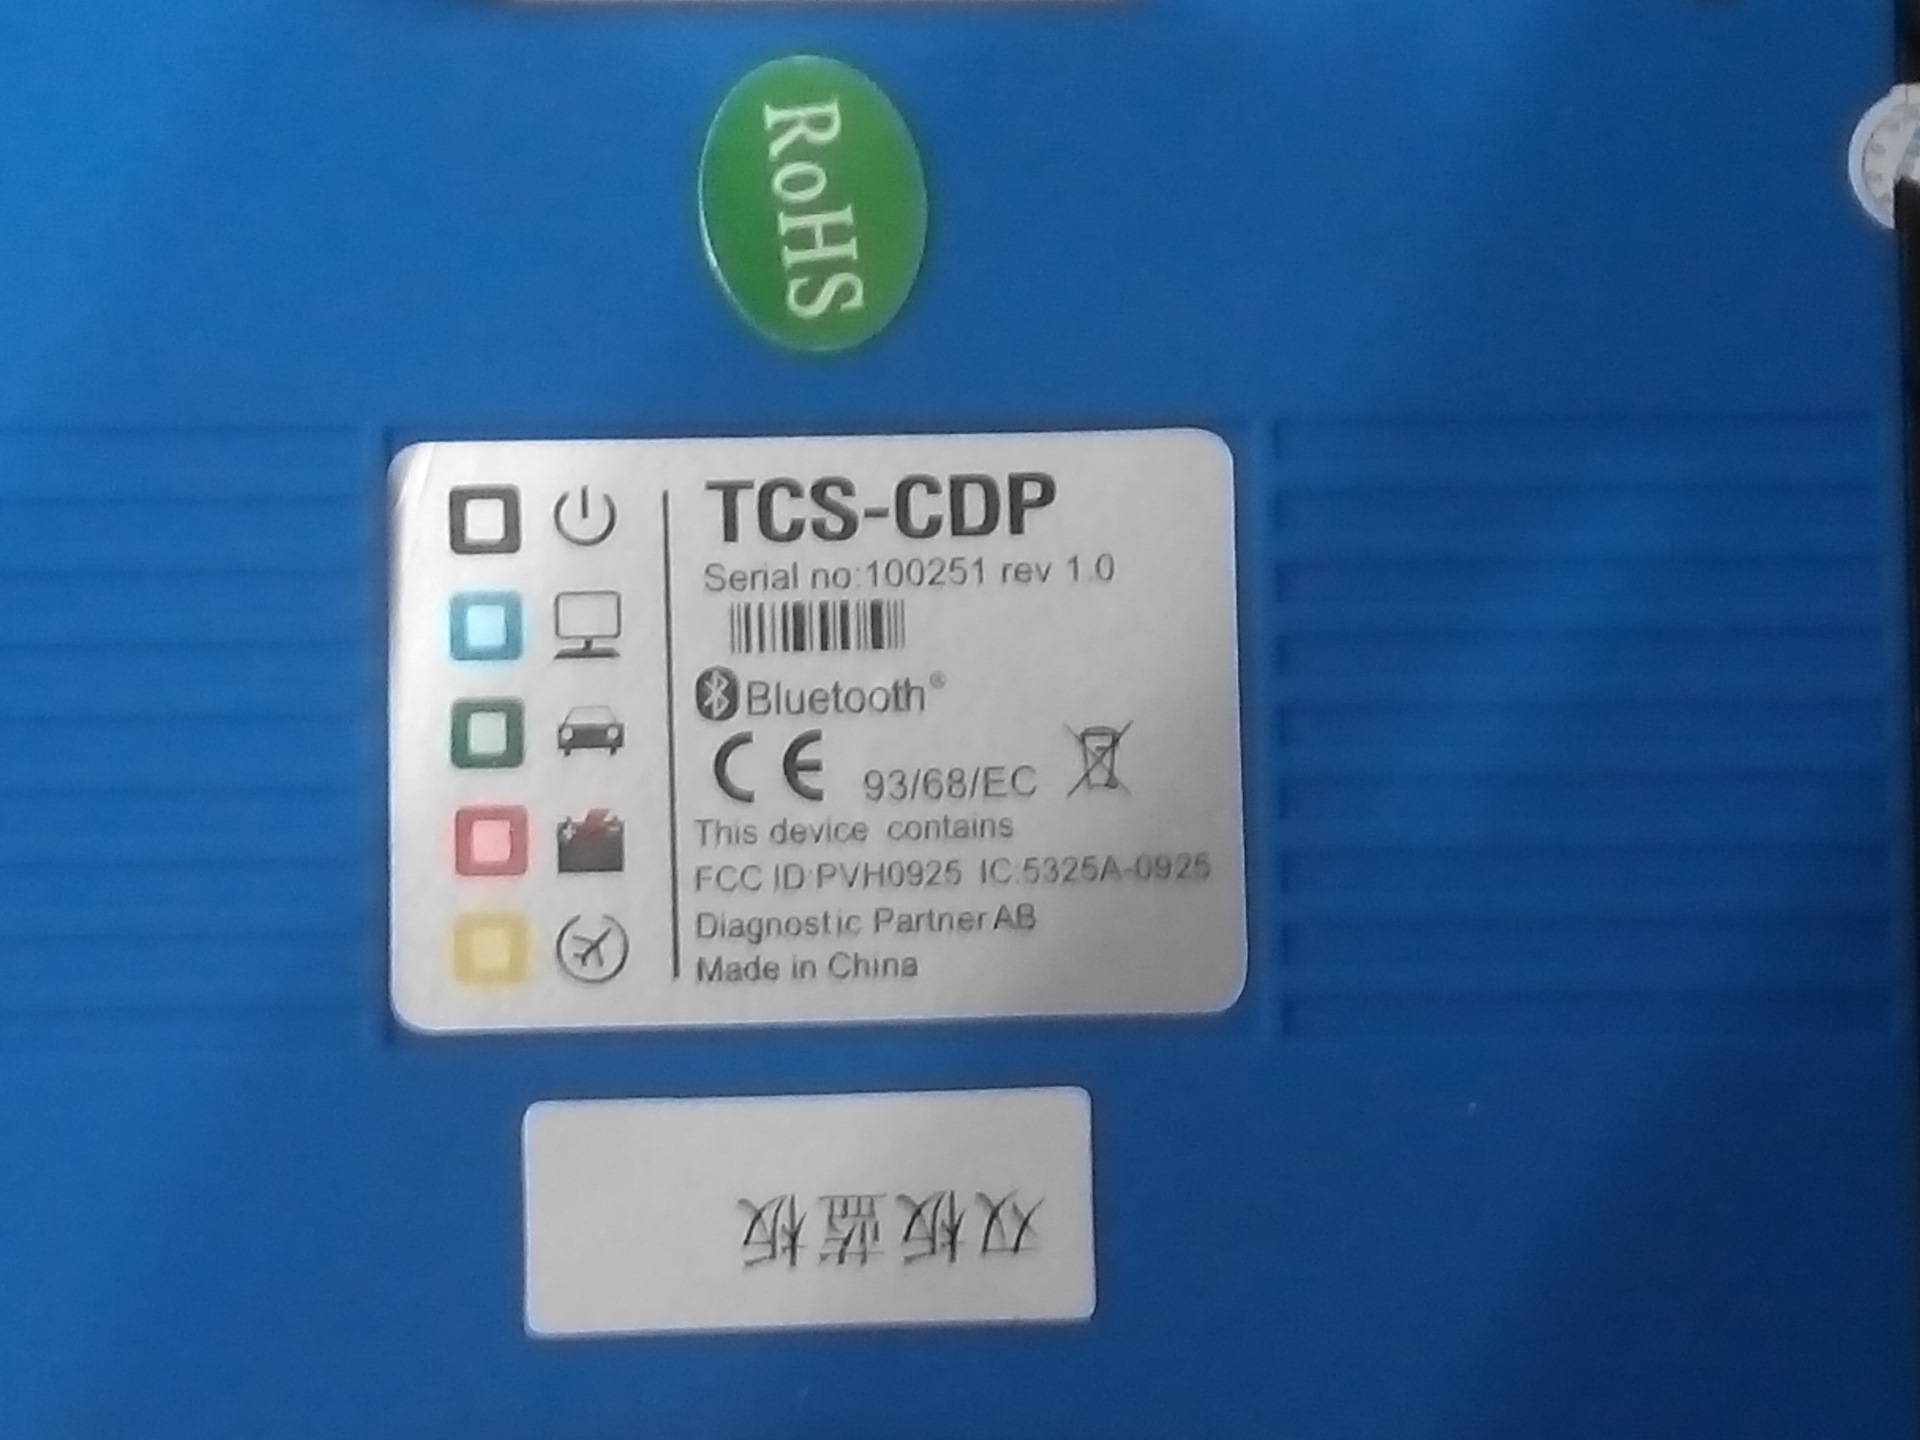 RoHS
TCS-CDP
Serial no:100251 rev 1.0
Bluetooth®
CE 93/68/EC
This device contains
FCC ID:PVH0925 IC:5325A-0925
Diagnostic Partner AB
Made in China
双板蓝板